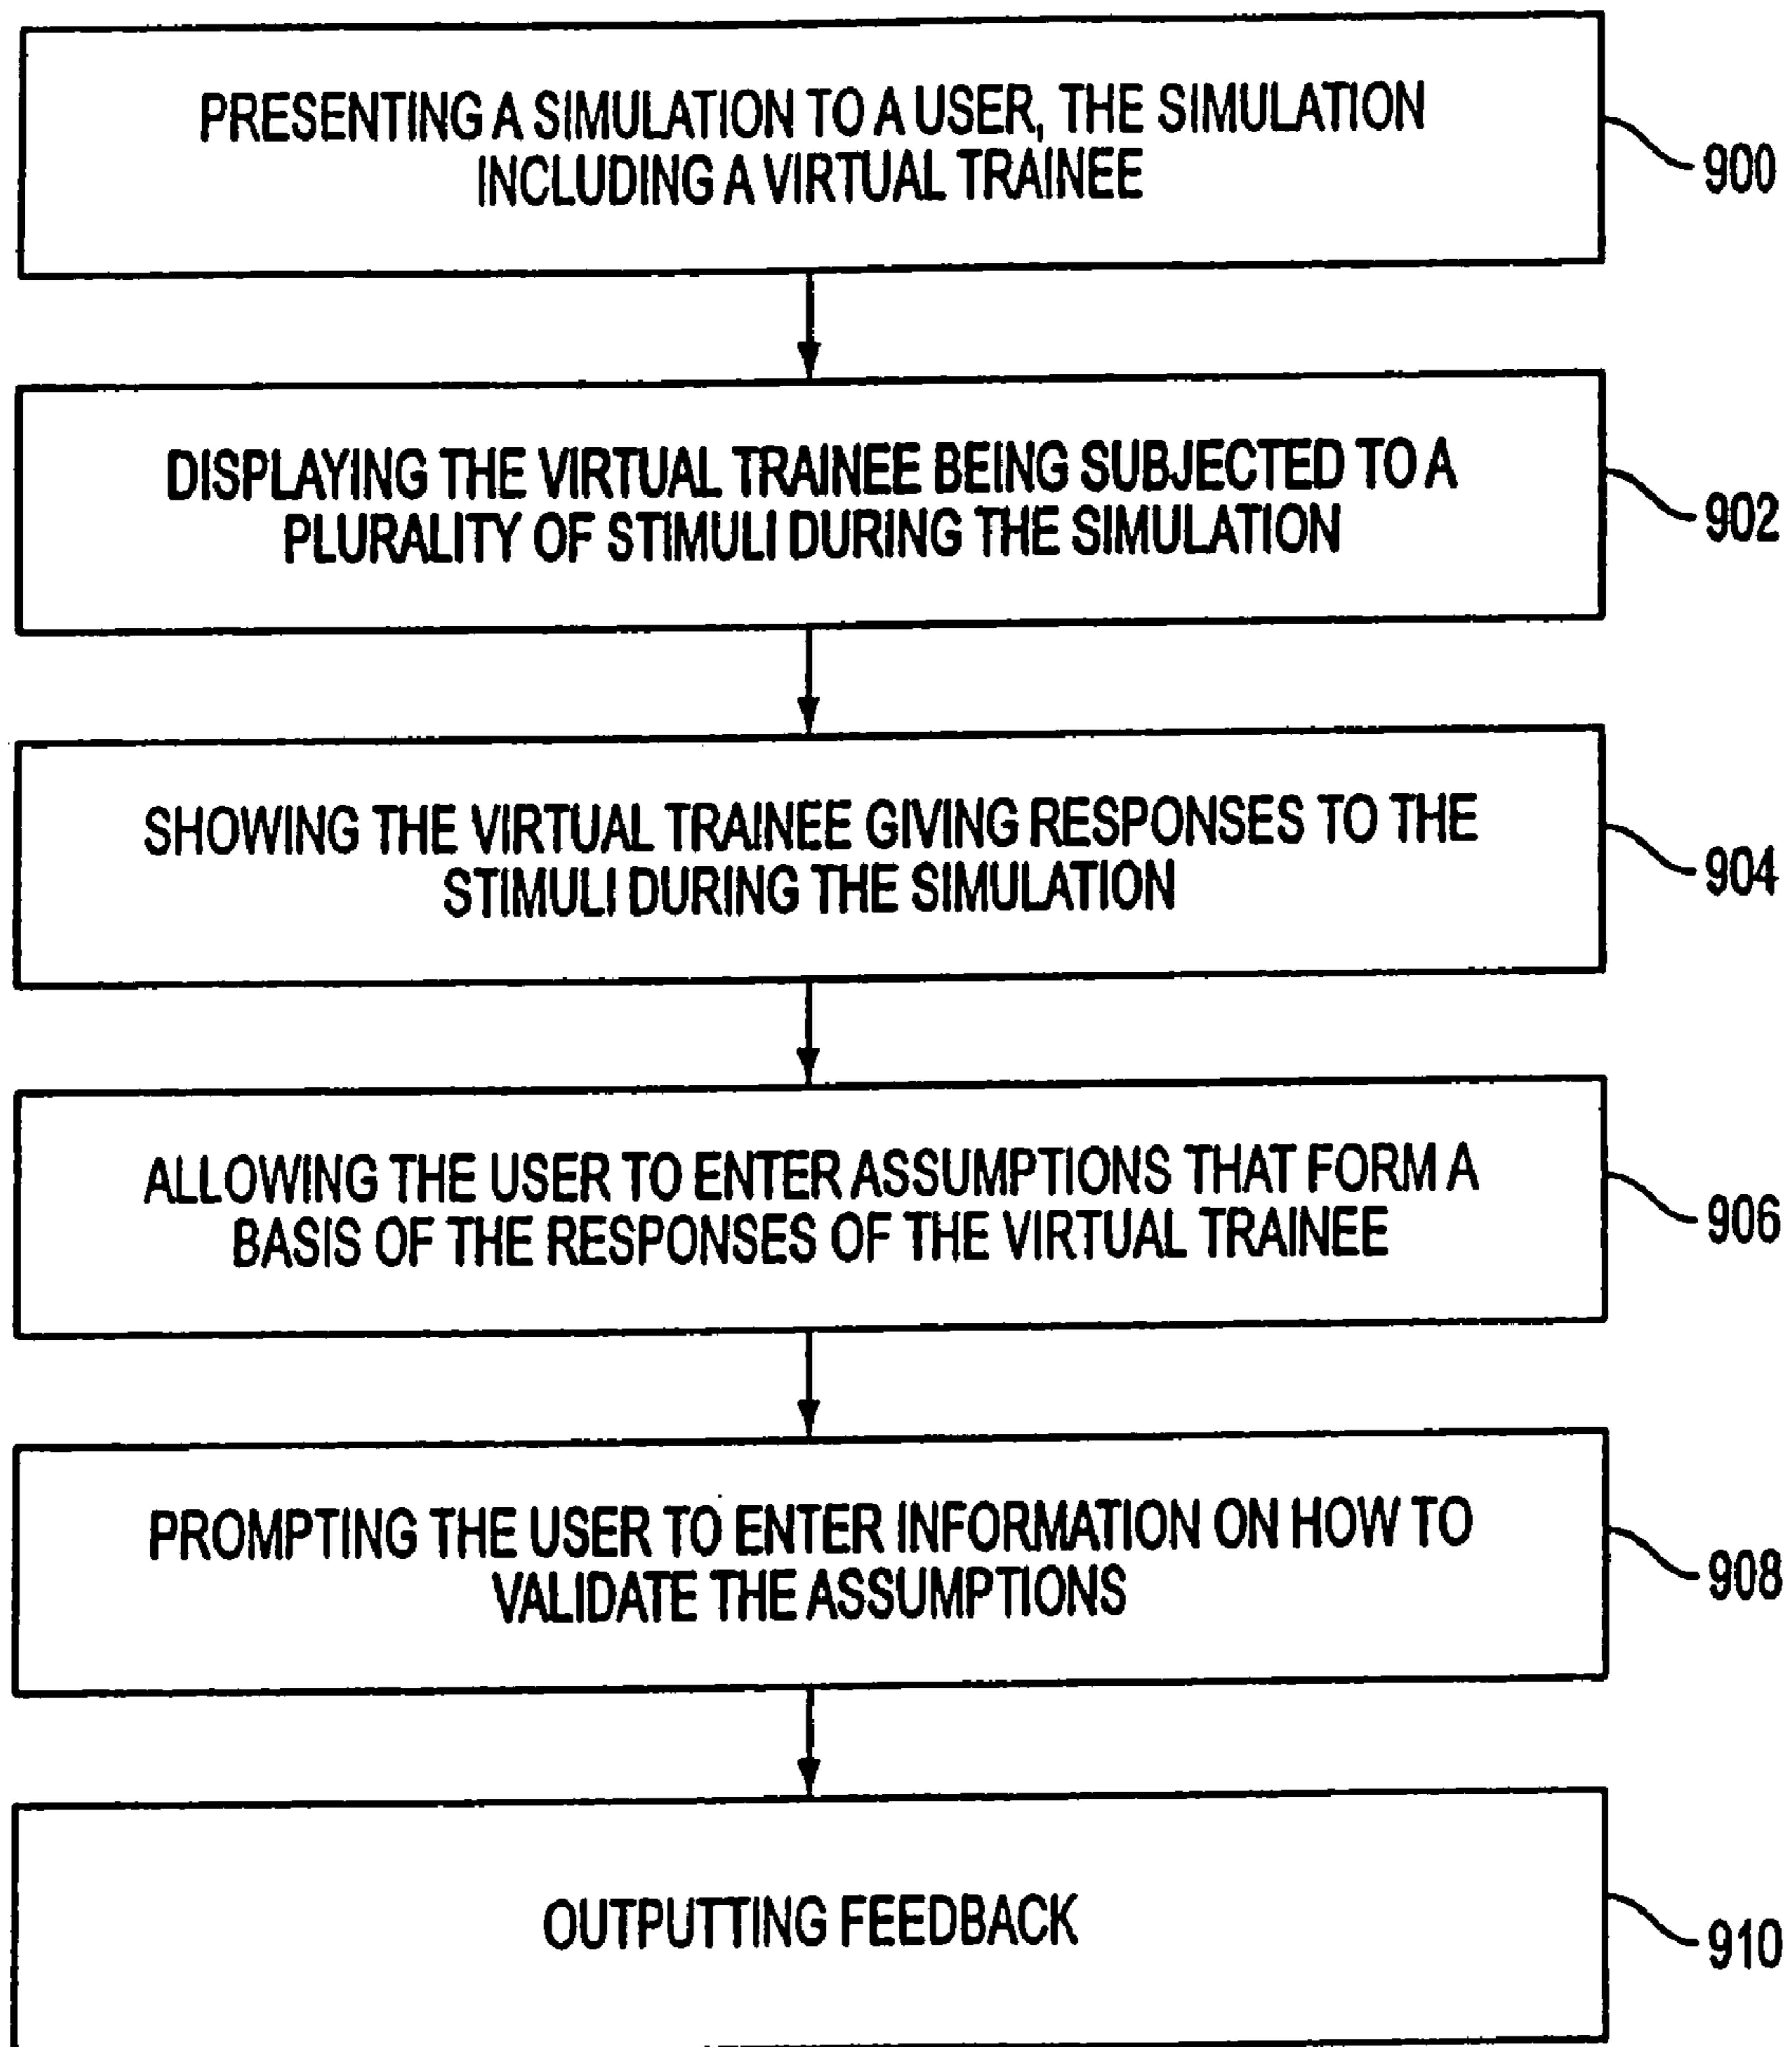 PRESENTING A SIMULATION TO A USER, THE SIMULATION
INCLUDING A VIRTUAL TRAINEE
900
DISPLAYING THE VIRTUAL TRAINEE BEING SUBJECTED TO A
PLURALITY OF STIMULI DURING THE SIMULATION
902
SHOWING THE VIRTUAL TRAINEE GIVING RESPONSES TO THE
STIMULI DURING THE SIMULATION
904
ALLOWING THE USER TO ENTER ASSUMPTIONS THAT FORM A
BASIS OF THE RESPONSES OF THE VIRTUAL TRAINEE
906
PROMPTING THE USER TO ENTER INFORMATION ON HOW TO
VALIDATE THE ASSUMPTIONS
908
OUTPUTTING FEEDBACK
910